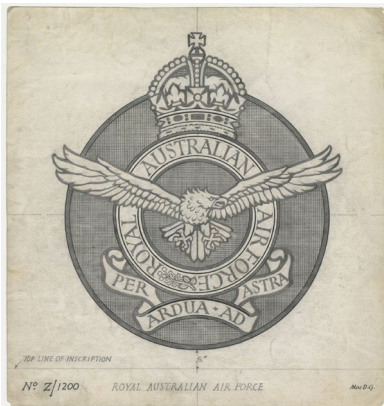 ROYAL AUSTRALIAN AIR FORCE
PER ARDUA · AD ASTRA
TOP LINE OF INSCRIPTION
Nº Z/1200
ROYAL AUSTRALIAN AIR FORCE